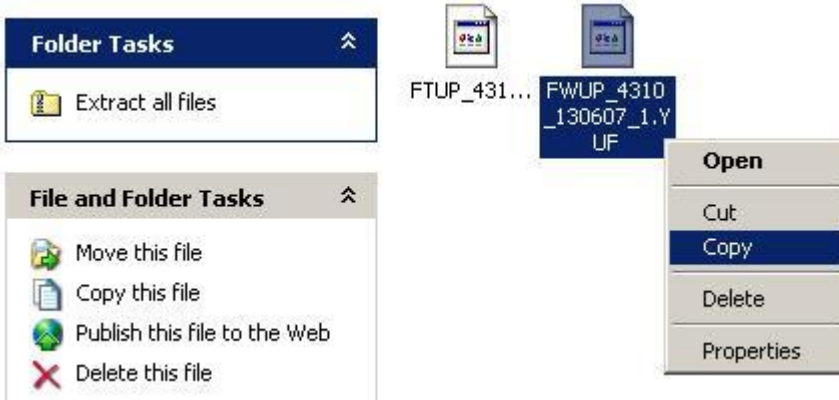 Folder Tasks
Extract all files
File and Folder Tasks
Move this file
Copy this file
Publish this file to the Web
Delete this file
FTUP_431...
FWUP_4310
_130607_1.Y
UF
Open
Cut
Copy
Delete
Properties